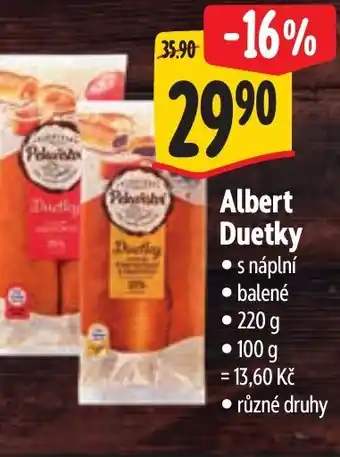 -16%
35.90
29.90
Albert
Duetky
• s náplní
• balené
• 220 g
• 100 g
= 13,60 Kč
• různé druhy
Pekařství
Duetky
Pekařství
Duetky